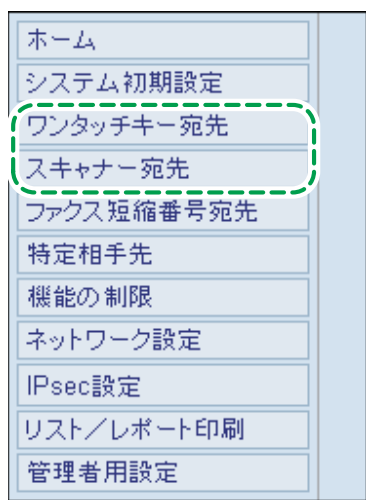 ホーム
システム初期設定
ワンタッチキー宛先
スキャナー宛先
ファクス短縮番号宛先
特定相手先
機能の制限
ネットワーク設定
IPsec設定
リスト／レポート印刷
管理者用設定